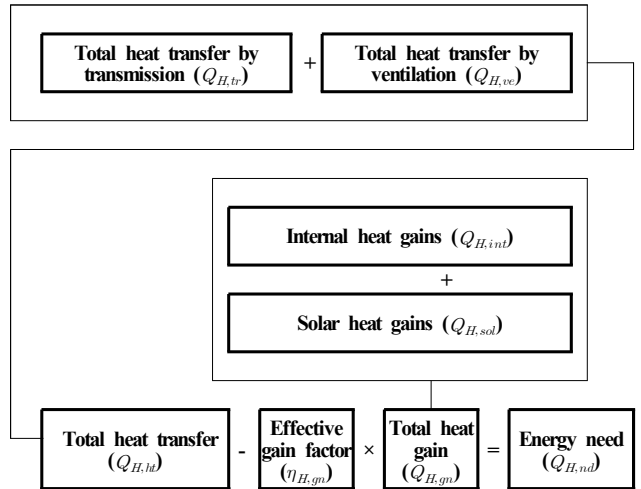 Total heat transfer by
transmission (Q_{H,tr})
+
Total heat transfer by
ventilation (Q_{H,ve})
Internal heat gains (Q_{H,int})
+
Solar heat gains (Q_{H,sol})
Total heat transfer
(Q_{H,ht})
-
Effective
gain factor
(η_{H,gn})
×
Total heat
gain
(Q_{H,gn})
=
Energy need
(Q_{H,nd})